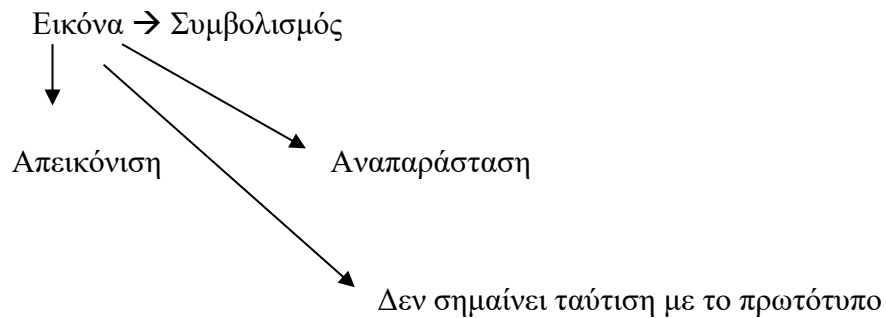 Εικόνα → Συμβολισμός
Απεικόνιση Αναπαράσταση
Δεν σημαίνει ταύτιση με το πρωτότυπο